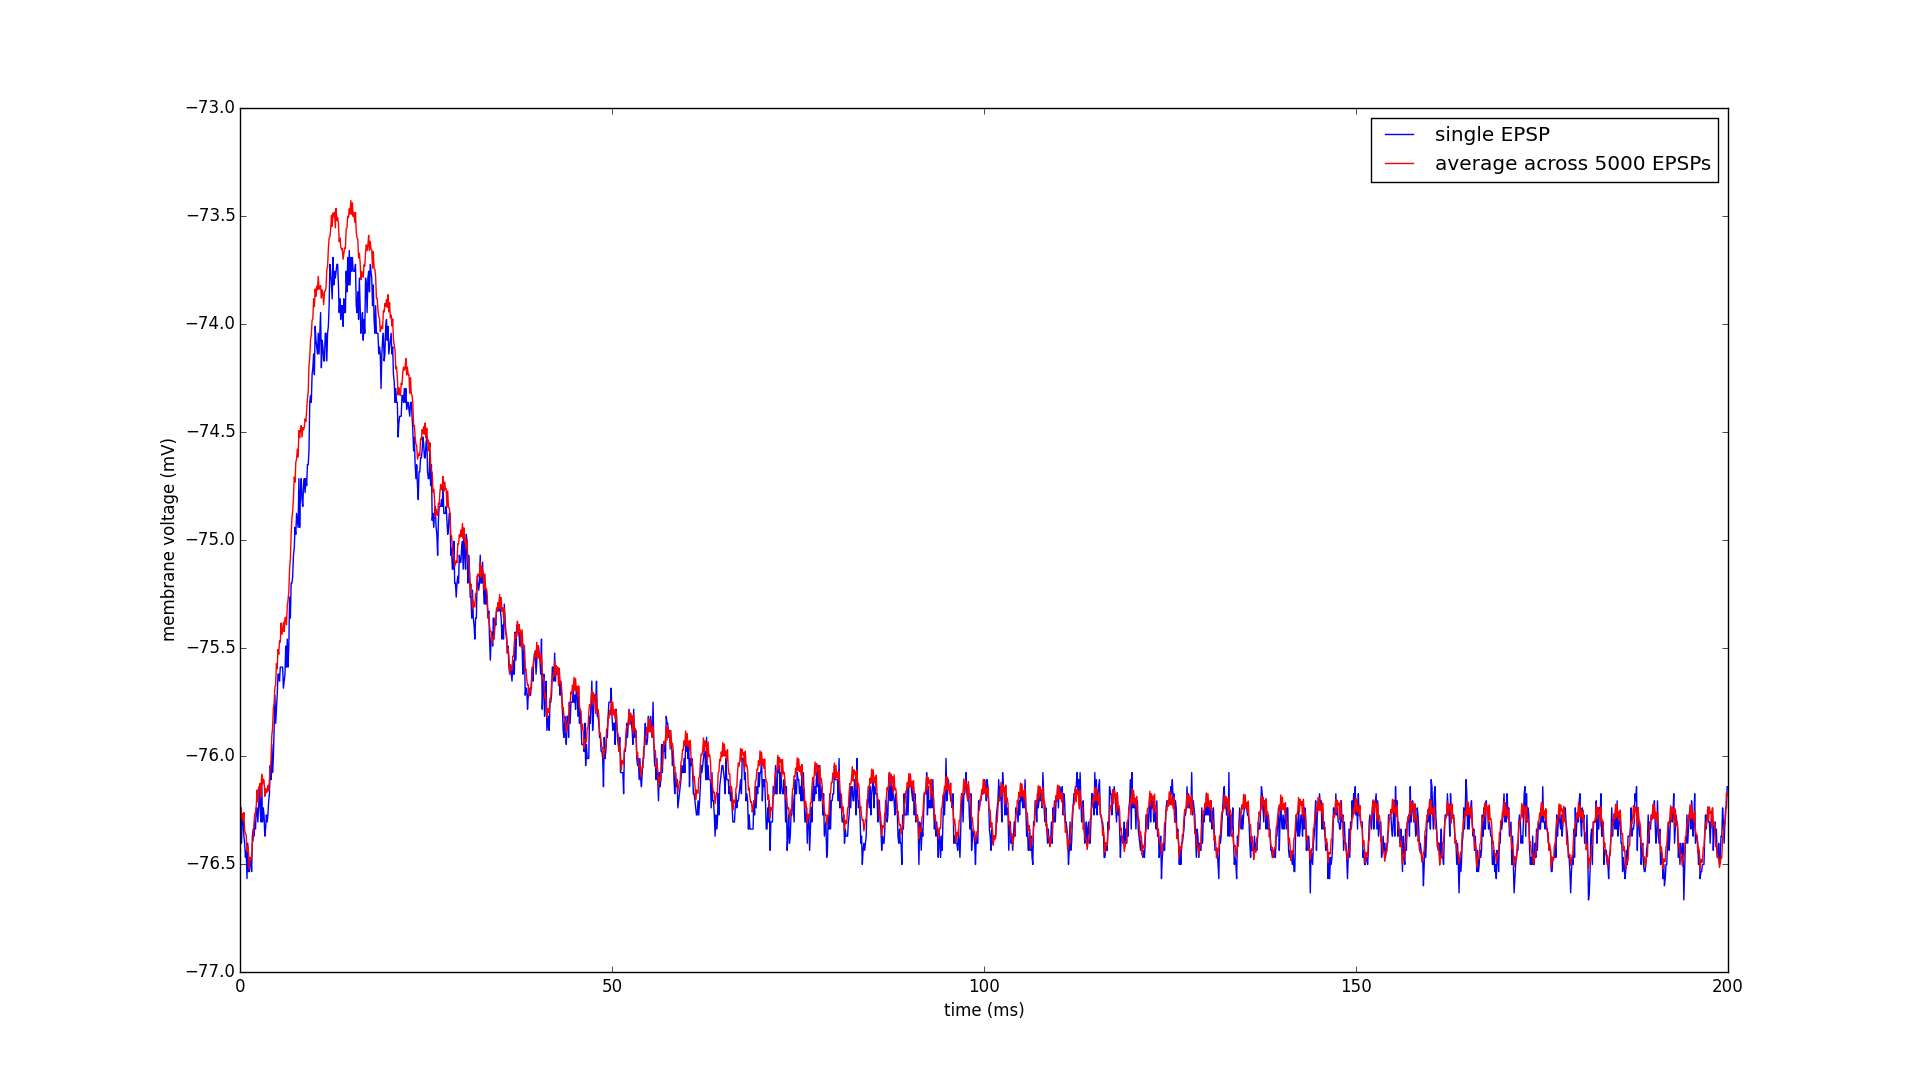 single EPSP
average across 5000 EPSPs
−73.0
−73.5
−74.0
−74.5
−75.0
−75.5
−76.0
−76.5
−77.0
membrane voltage (mV)
0 50 100 150 200
time (ms)